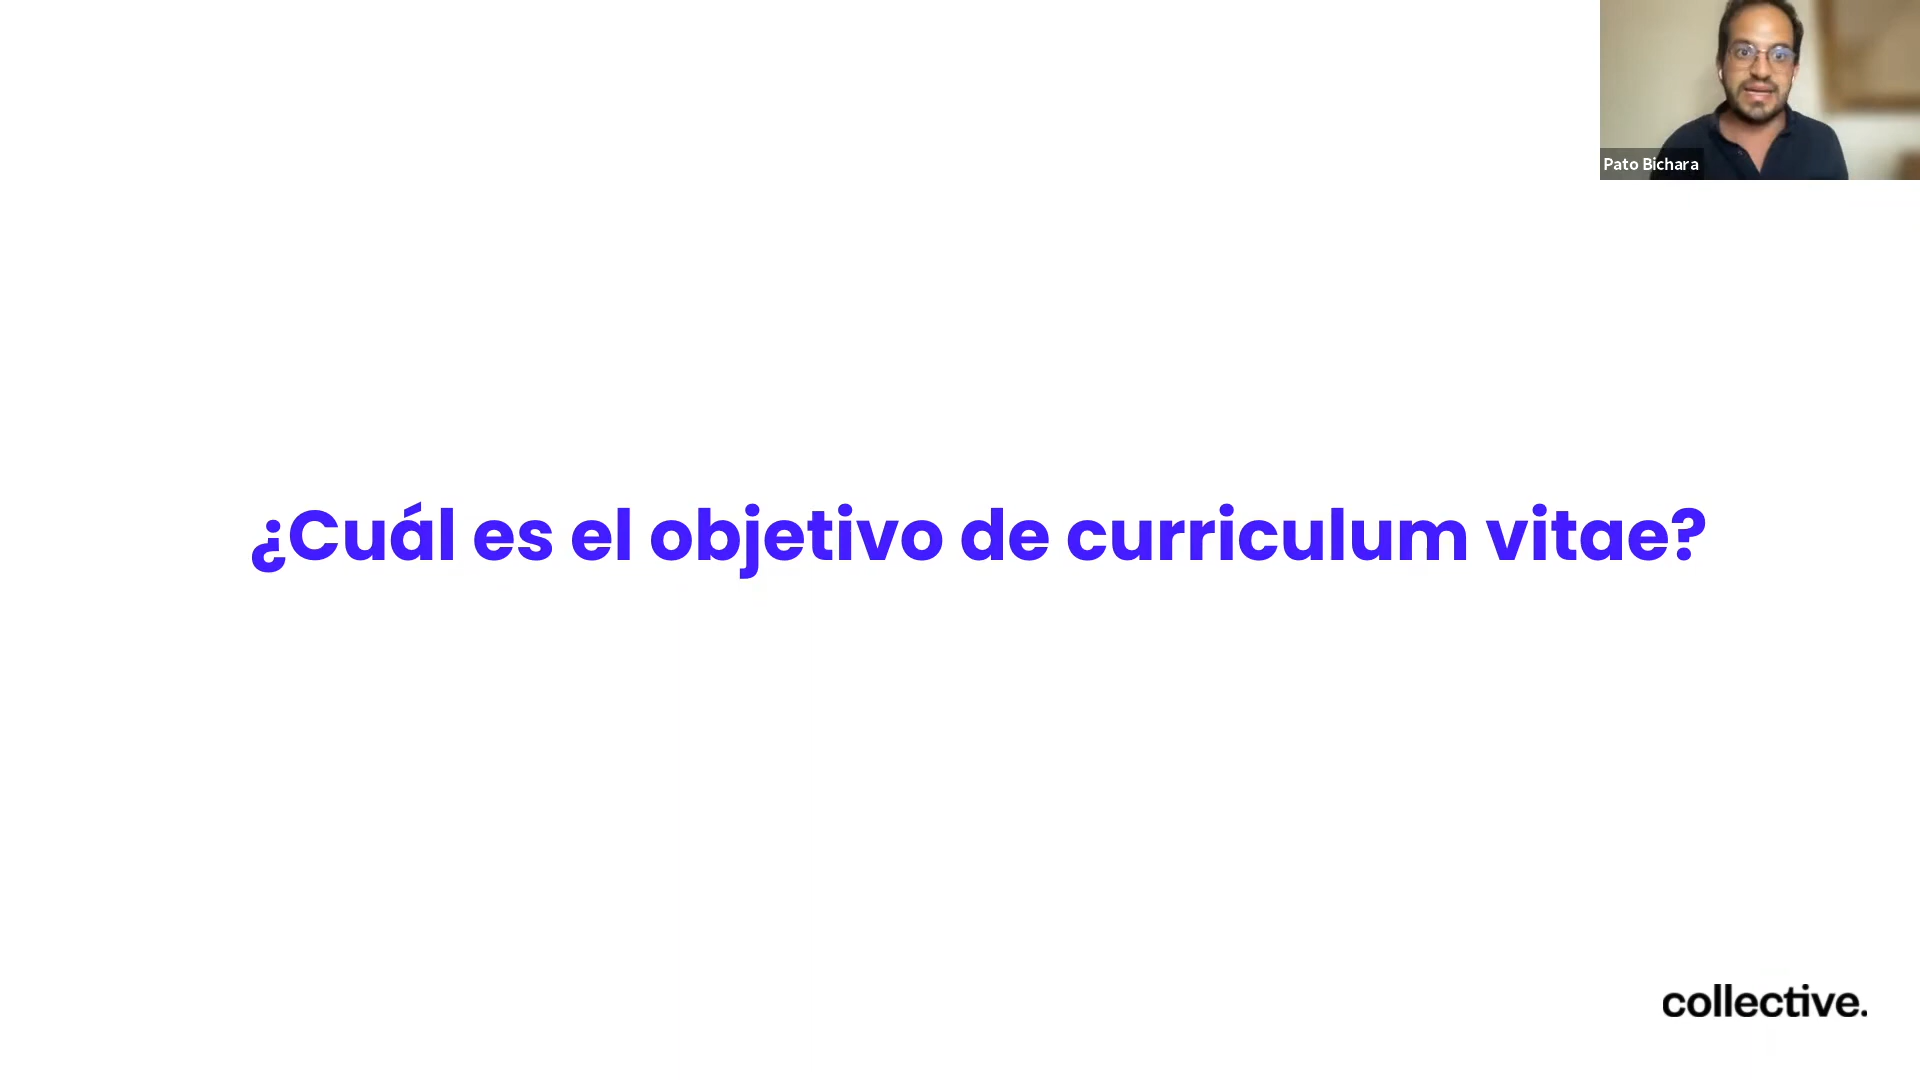 Pato Bichara
¿Cuál es el objetivo de curriculum vitae?
collective.